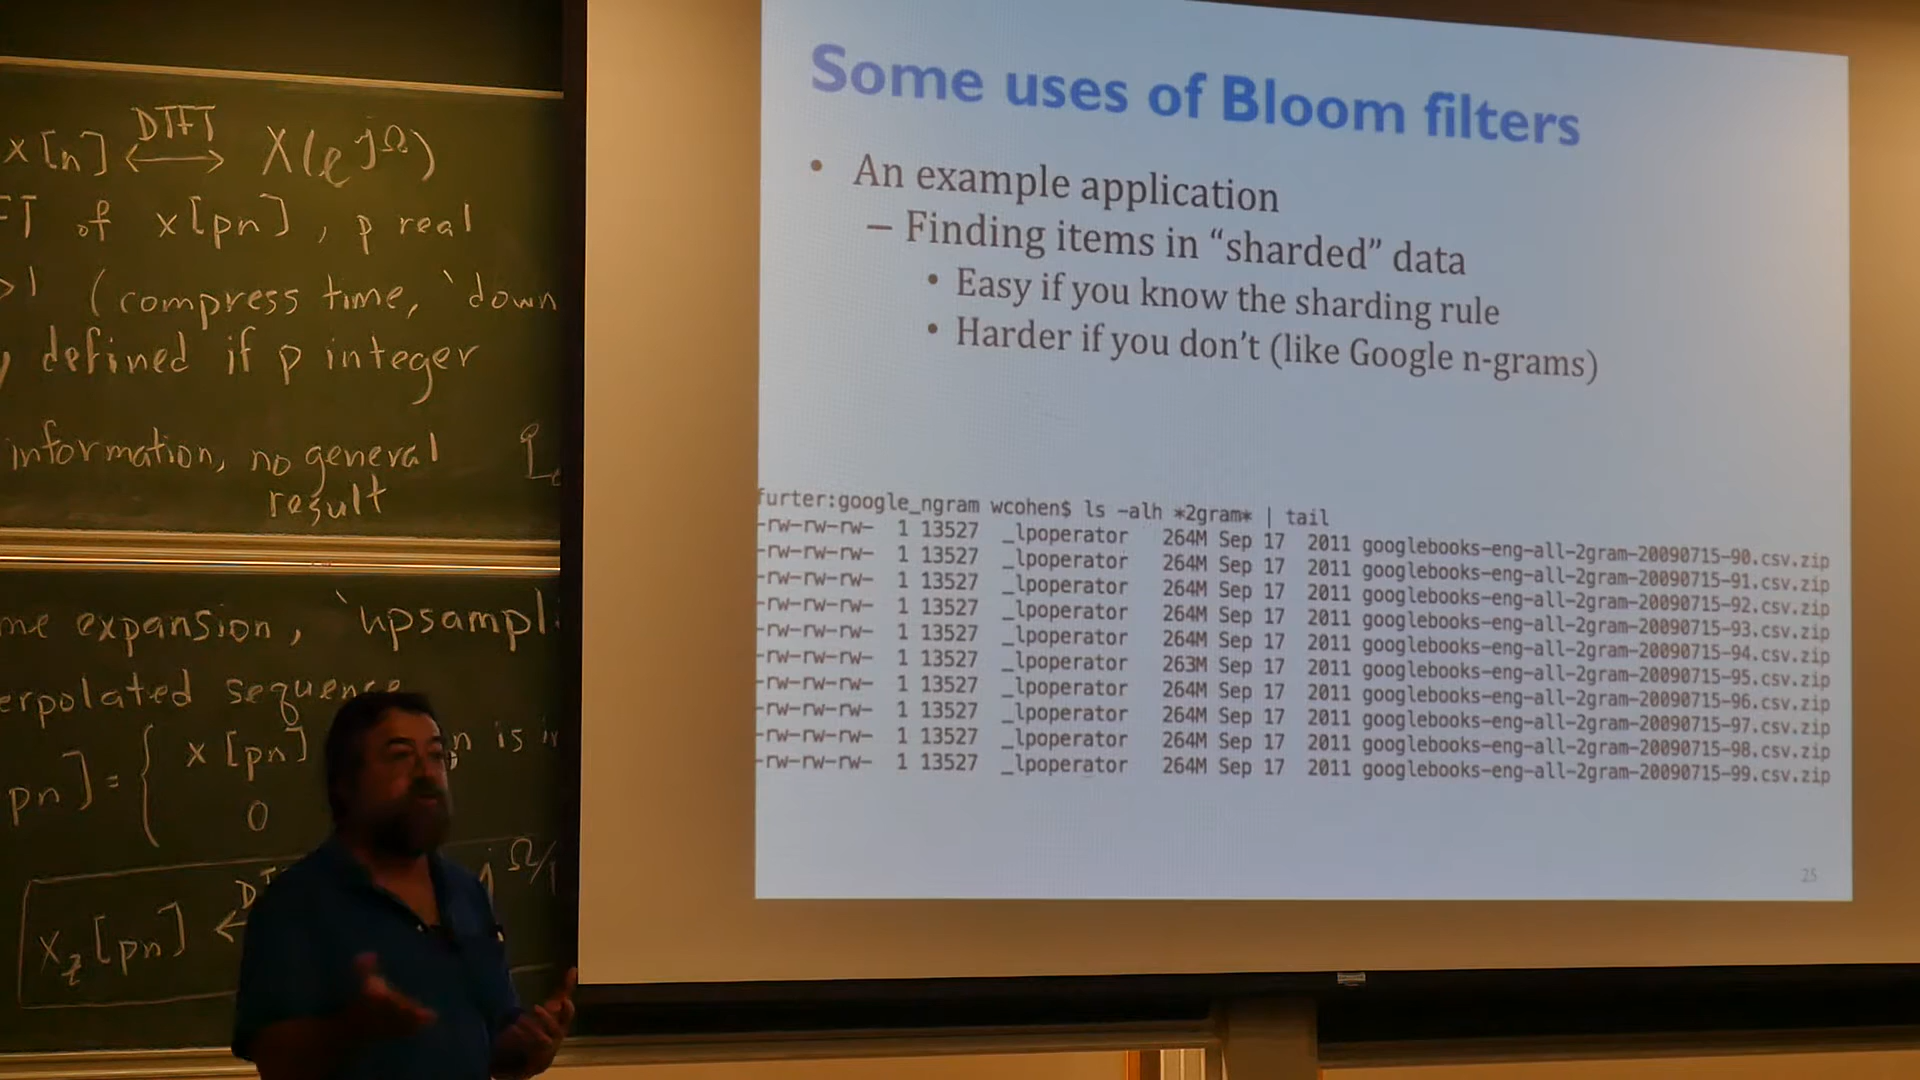 x[n] DTFT X(e^jΩ)
of x[pn], p real
>1 (compress time, `down
defined if p integer
information, no general
result
expansion, `upsampl
sequence
pn] = { x[pn] n is
0
x_z[pn]
Ω/
Some uses of Bloom filters
• An example application
– Finding items in “sharded” data
• Easy if you know the sharding rule
• Harder if you don’t (like Google n-grams)
furter:google_ngram wcohen$ ls -alh *2gram* | tail
-rw-rw-rw- 1 13527 _lpoperator 264M Sep 17 2011 googlebooks-eng-all-2gram-20090715-90.csv.zip
-rw-rw-rw- 1 13527 _lpoperator 264M Sep 17 2011 googlebooks-eng-all-2gram-20090715-91.csv.zip
-rw-rw-rw- 1 13527 _lpoperator 264M Sep 17 2011 googlebooks-eng-all-2gram-20090715-92.csv.zip
-rw-rw-rw- 1 13527 _lpoperator 264M Sep 17 2011 googlebooks-eng-all-2gram-20090715-93.csv.zip
-rw-rw-rw- 1 13527 _lpoperator 264M Sep 17 2011 googlebooks-eng-all-2gram-20090715-94.csv.zip
-rw-rw-rw- 1 13527 _lpoperator 263M Sep 17 2011 googlebooks-eng-all-2gram-20090715-95.csv.zip
-rw-rw-rw- 1 13527 _lpoperator 264M Sep 17 2011 googlebooks-eng-all-2gram-20090715-96.csv.zip
-rw-rw-rw- 1 13527 _lpoperator 264M Sep 17 2011 googlebooks-eng-all-2gram-20090715-97.csv.zip
-rw-rw-rw- 1 13527 _lpoperator 264M Sep 17 2011 googlebooks-eng-all-2gram-20090715-98.csv.zip
-rw-rw-rw- 1 13527 _lpoperator 264M Sep 17 2011 googlebooks-eng-all-2gram-20090715-99.csv.zip
25